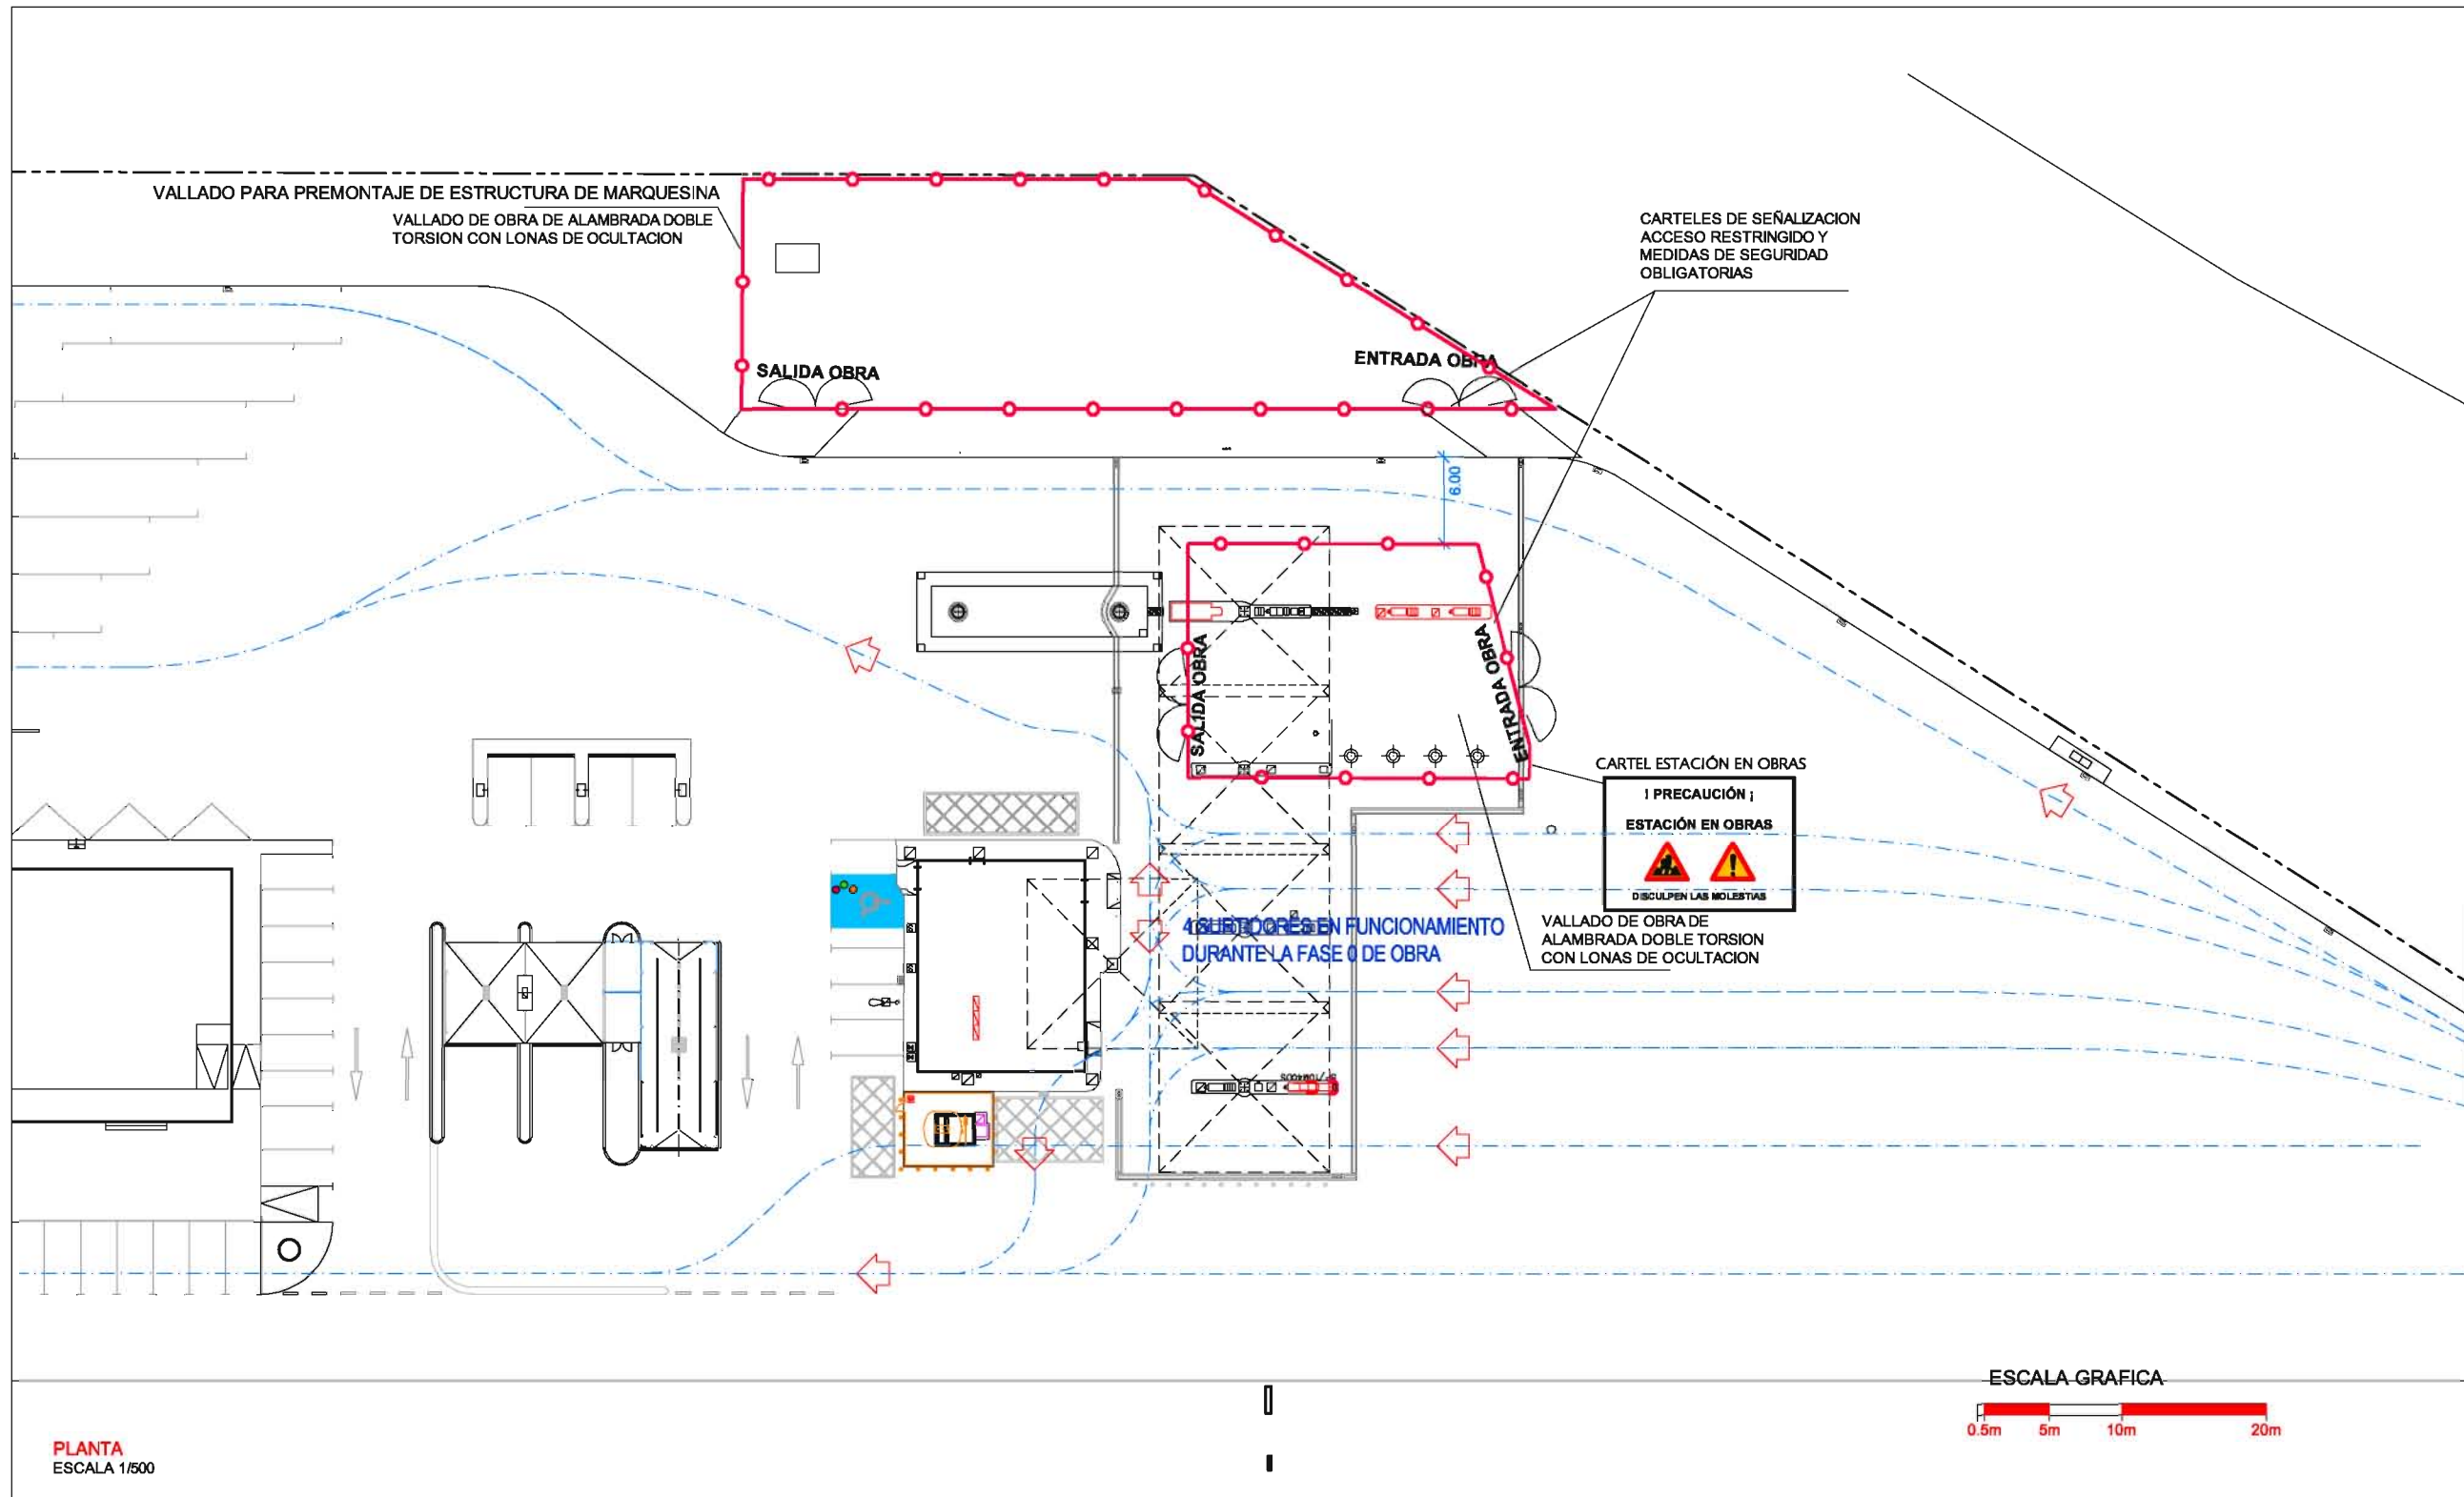 VALLADO PARA PREMONTAJE DE ESTRUCTURA DE MARQUESINA
VALLADO DE OBRA DE ALAMBRADA DOBLE
TORSION CON LONAS DE OCULTACION
CARTELES DE SEÑALIZACION
ACCESO RESTRINGIDO Y
MEDIDAS DE SEGURIDAD
OBLIGATORIAS
SALIDA OBRA
ENTRADA OBRA
6.00
SALIDA OBRA
ENTRADA OBRA
CARTEL ESTACIÓN EN OBRAS
! PRECAUCIÓN ¡
ESTACIÓN EN OBRAS
DISCULPEN LAS MOLESTIAS
4 SURTIDORES EN FUNCIONAMIENTO
DURANTE LA FASE 0 DE OBRA
VALLADO DE OBRA DE
ALAMBRADA DOBLE TORSION
CON LONAS DE OCULTACION
ESCALA GRAFICA
0.5m 5m 10m 20m
PLANTA
ESCALA 1/500